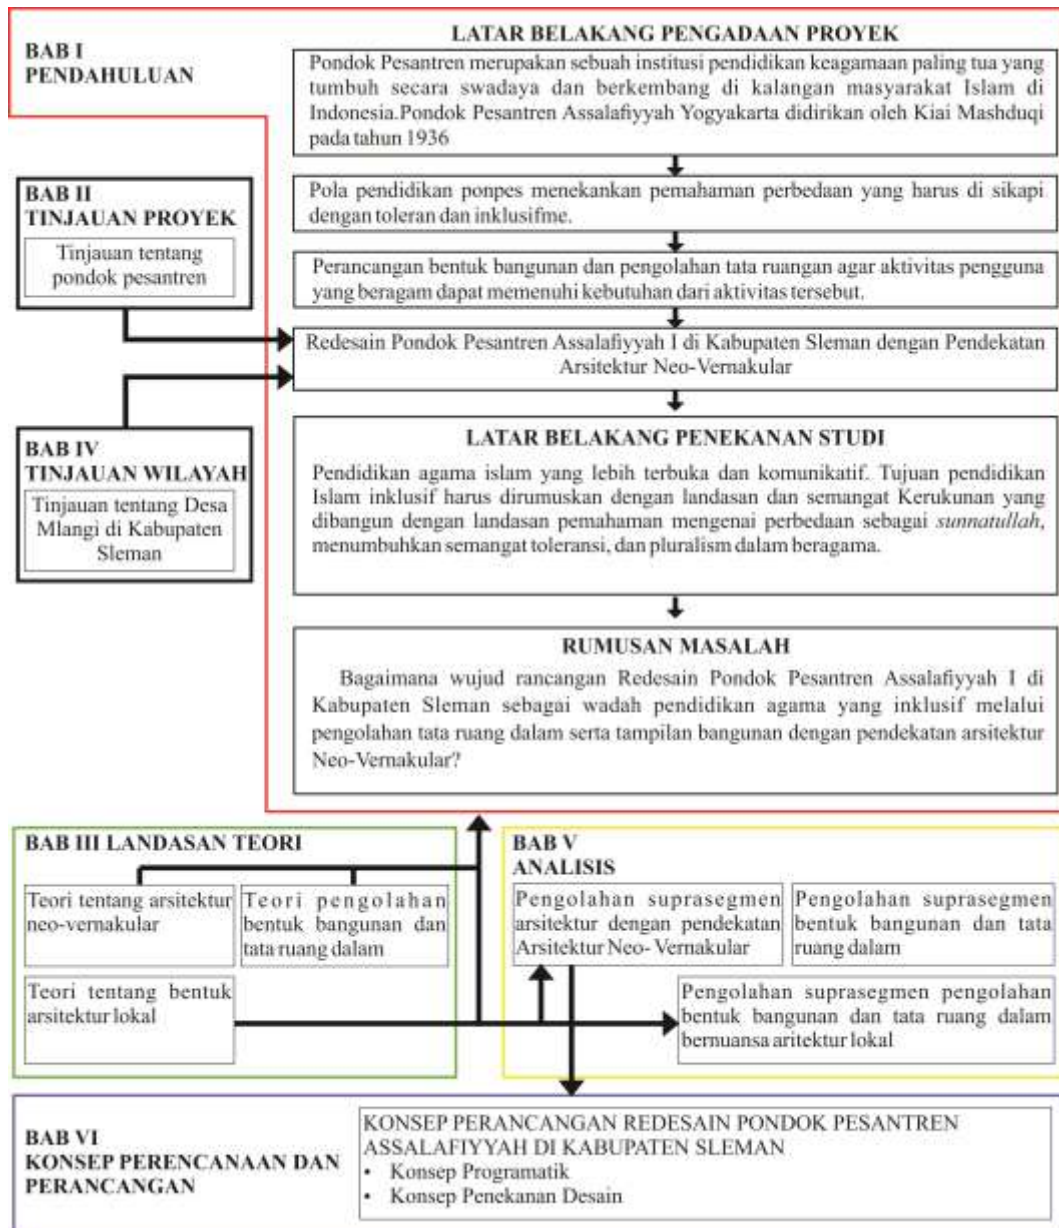 BAB I
PENDAHULUAN
LATAR BELAKANG PENGADAAN PROYEK
Pondok Pesantren merupakan sebuah institusi pendidikan keagamaan paling tua yang
tumbuh secara swadaya dan berkembang di kalangan masyarakat Islam di
Indonesia.Pondok Pesantren Assalafiyyah Yogyakarta didirikan oleh Kiai Mashduqi
pada tahun 1936
Pola pendidikan ponpes menekankan pemahaman perbedaan yang harus di sikapi
dengan toleran dan inklusifme.
Perancangan bentuk bangunan dan pengolahan tata ruangan agar aktivitas pengguna
yang beragam dapat memenuhi kebutuhan dari aktivitas tersebut.
Redesain Pondok Pesantren Assalafiyyah I di Kabupaten Sleman dengan Pendekatan
Arsitektur Neo-Vernakular
BAB II
TINJAUAN PROYEK
Tinjauan tentang
pondok pesantren
BAB IV
TINJAUAN WILAYAH
Tinjauan tentang Desa
Mlangi di Kabupaten
Sleman
LATAR BELAKANG PENEKANAN STUDI
Pendidikan agama islam yang lebih terbuka dan komunikatif. Tujuan pendidikan
Islam inklusif harus dirumuskan dengan landasan dan semangat Kerukunan yang
dibangun dengan landasan pemahaman mengenai perbedaan sebagai sunnatullah,
menumbuhkan semangat toleransi, dan pluralism dalam beragama.
RUMUSAN MASALAH
Bagaimana wujud rancangan Redesain Pondok Pesantren Assalafiyyah I di
Kabupaten Sleman sebagai wadah pendidikan agama yang inklusif melalui
pengolahan tata ruang dalam serta tampilan bangunan dengan pendekatan arsitektur
Neo-Vernakular?
BAB III LANDASAN TEORI
Teori tentang arsitektur
neo-vernakular
Teori pengolahan
bentuk bangunan dan
tata ruang dalam
Teori tentang bentuk
arsitektur lokal
BAB V
ANALISIS
Pengolahan suprasegmen
arsitektur dengan pendekatan
Arsitektur Neo- Vernakular
Pengolahan suprasegmen
bentuk bangunan dan tata
ruang dalam
Pengolahan suprasegmen pengolahan
bentuk bangunan dan tata ruang dalam
bernuansa aritektur lokal
BAB VI
KONSEP PERENCANAAN DAN
PERANCANGAN
KONSEP PERANCANGAN REDESAIN PONDOK PESANTREN
ASSALAFIYYAH DI KABUPATEN SLEMAN
• Konsep Programatik
• Konsep Penekanan Desain